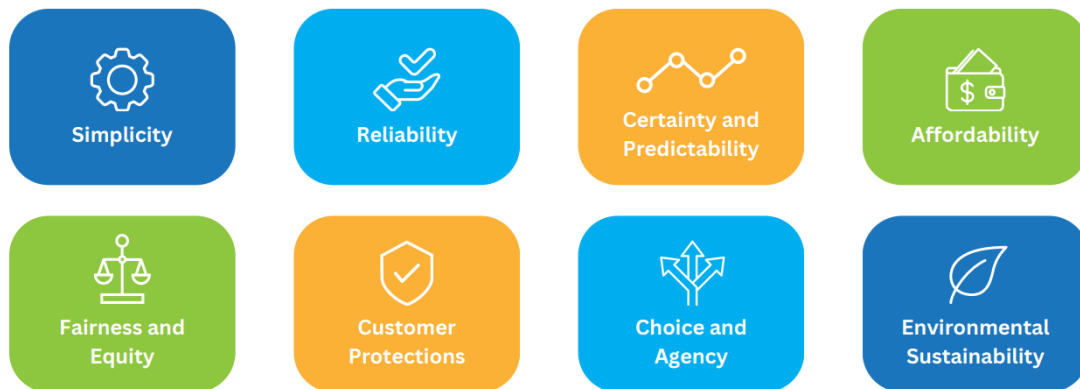 Simplicity
Reliability
Certainty and
Predictability
$
Affordability
Fairness and
Equity
Customer
Protections
Choice and
Agency
Environmental
Sustainability